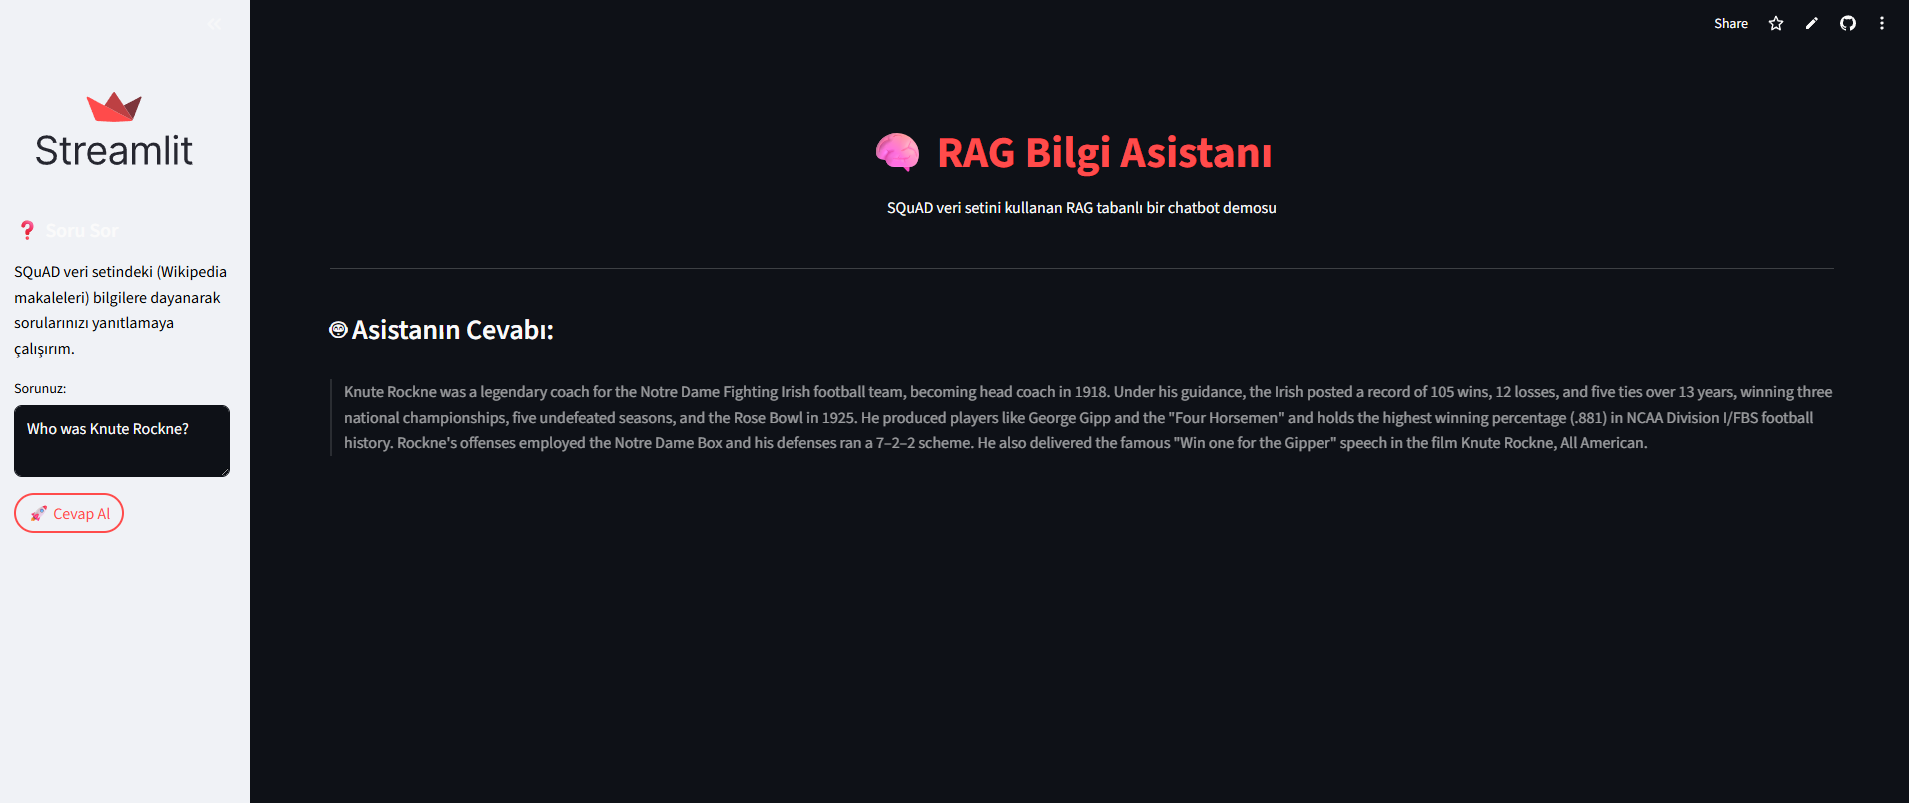 Share
Streamlit
Soru Sor
SQuAD veri setindeki (Wikipedia
makaleleri) bilgilere dayanarak
sorularınızı yanıtlamaya
çalışırım.
Sorunuz:
Who was Knute Rockne?
Cevap Al
RAG Bilgi Asistanı
SQuAD veri setini kullanan RAG tabanlı bir chatbot demosu
Asistanın Cevabı:
Knute Rockne was a legendary coach for the Notre Dame Fighting Irish football team, becoming head coach in 1918. Under his guidance, the Irish posted a record of 105 wins, 12 losses, and five ties over 13 years, winning three
national championships, five undefeated seasons, and the Rose Bowl in 1925. He produced players like George Gipp and the "Four Horsemen" and holds the highest winning percentage (.881) in NCAA Division I/FBS football
history. Rockne's offenses employed the Notre Dame Box and his defenses ran a 7–2–2 scheme. He also delivered the famous "Win one for the Gipper" speech in the film Knute Rockne, All American.